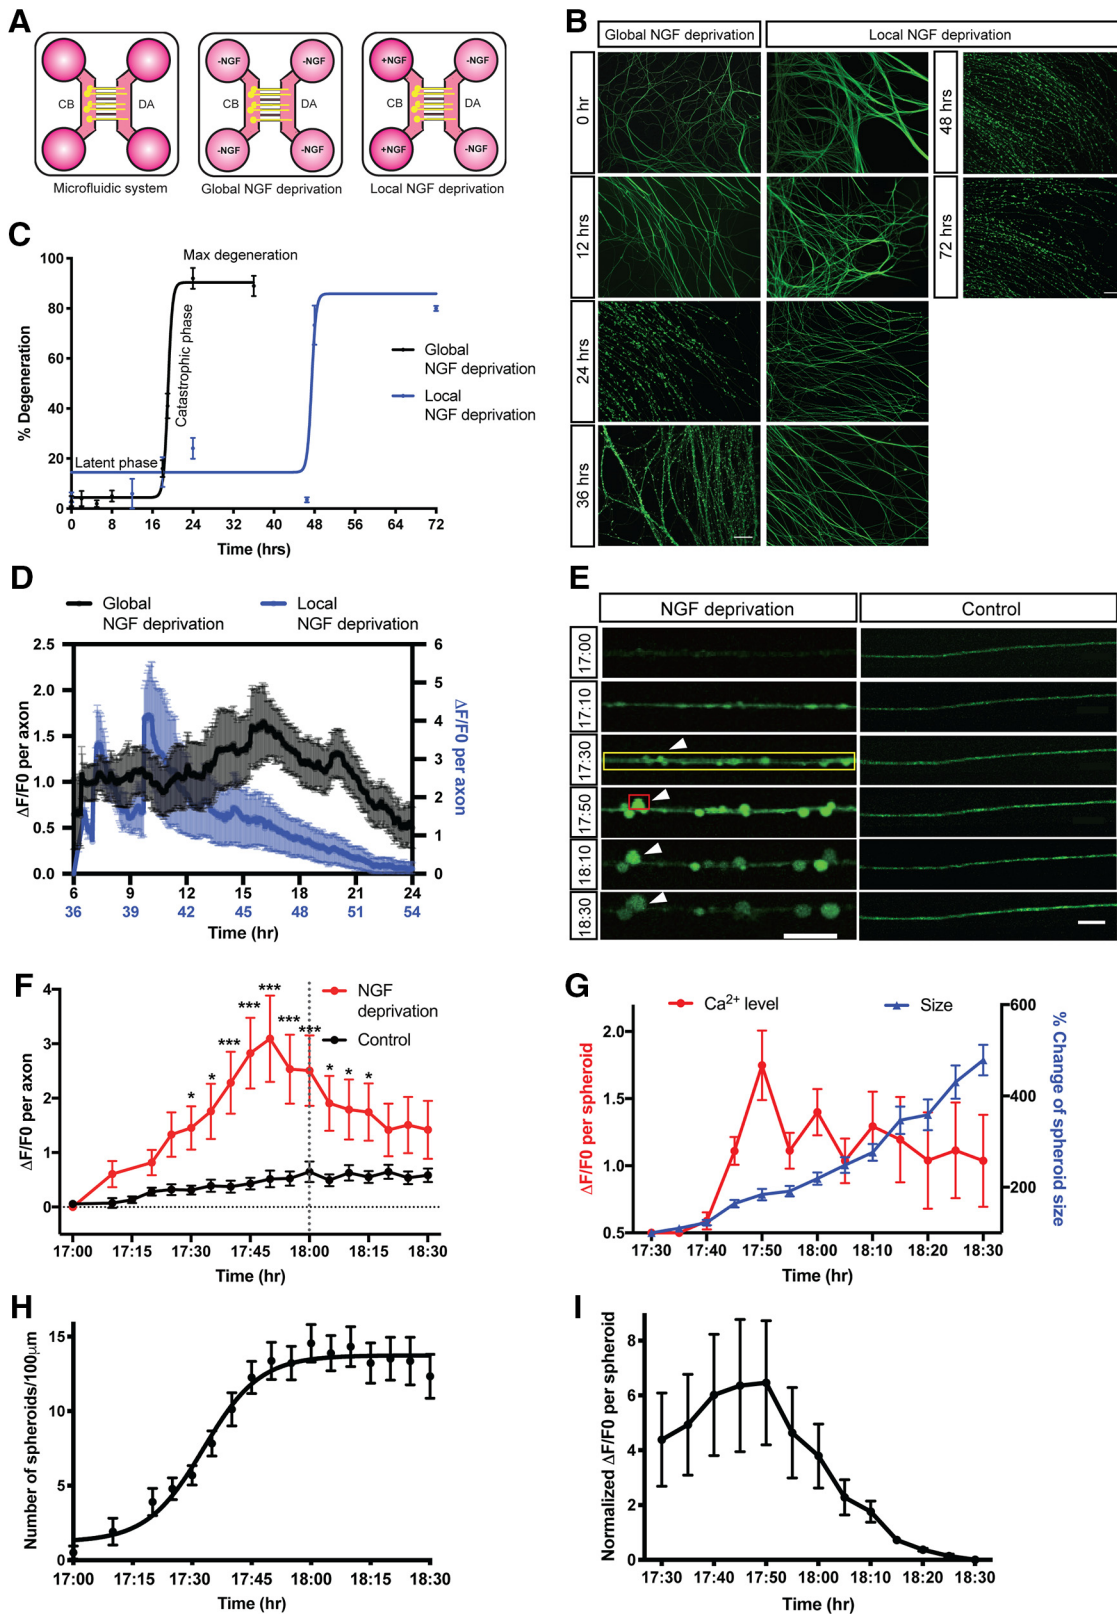 A
CB
DA
Microfluidic system
-NGF
-NGF
CB
DA
-NGF
-NGF
Global NGF deprivation
+NGF
-NGF
CB
DA
+NGF
-NGF
Local NGF deprivation
B
Global NGF deprivation
Local NGF deprivation
0 hr
12 hrs
24 hrs
36 hrs
48 hrs
72 hrs
C
Max degeneration
Catastrophic phase
Latent phase
Global
NGF deprivation
Local
NGF deprivation
% Degeneration
100
80
60
40
20
0
0 8 16 24 32 40 48 56 64 72
Time (hrs)
D
Global
NGF deprivation
Local
NGF deprivation
ΔF/F0 per axon
2.5
2.0
1.5
1.0
0.5
0.0
6
5
4
3
2
1
0
ΔF/F0 per axon
6 9 12 15 18 21 24
36 39 42 45 48 51 54
Time (hr)
E
NGF deprivation
Control
17:00
17:10
17:30
17:50
18:10
18:30
F
NGF
deprivation
Control
ΔF/F0 per axon
4
3
2
1
0
* * *** *** *** *** *** * * *
17:00 17:15 17:30 17:45 18:00 18:15 18:30
Time (hr)
G
Ca2+ level
Size
ΔF/F0 per spheroid
2.0
1.5
1.0
0.5
600
400
200
% Change of spheroid size
17:30 17:40 17:50 18:00 18:10 18:20 18:30
Time (hr)
H
Number of spheroids/100μm
15
10
5
0
17:00 17:15 17:30 17:45 18:00 18:15 18:30
Time (hr)
I
Normalized ΔF/F0 per spheroid
8
6
4
2
0
17:30 17:40 17:50 18:00 18:10 18:20 18:30
Time (hr)